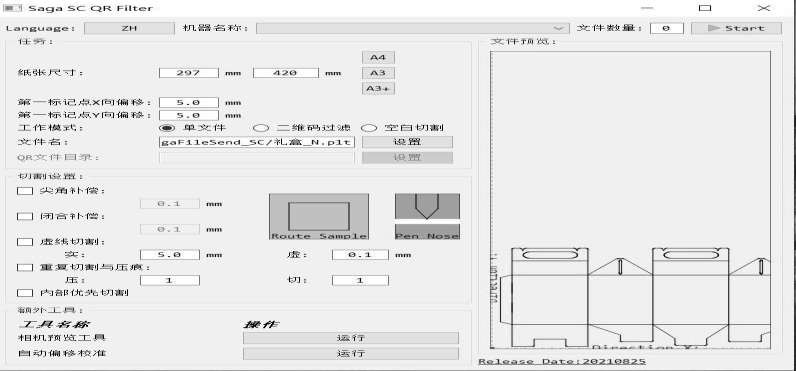 Saga SC QR Filter
Language: ZH 机器名称: 文件数量: 0 Start
任务:
文件预览:
A4
纸张尺寸: 297 mm 420 mm A3
A3+
第一标记点X向偏移: 5.0 mm
第一标记点Y向偏移: 5.0 mm
工作模式: 单文件 二维码过滤 空白切割
文件名: gaFileSend_SC/礼盒_N.plt 设置
QR文件目录: 设置
切割设置:
尖角补偿:
0.1 mm
闭合补偿:
0.1 mm
Route Sample Pen Nose
虚线切割:
实: 5.0 mm 虚: 0.1 mm
重复切割与压痕:
压: 1 切: 1
内部优先切割
额外工具:
工具名称 操作
相机预览工具 运行
自动偏移校准 运行
Direction Y:
Direction X:
Release Date:20210825